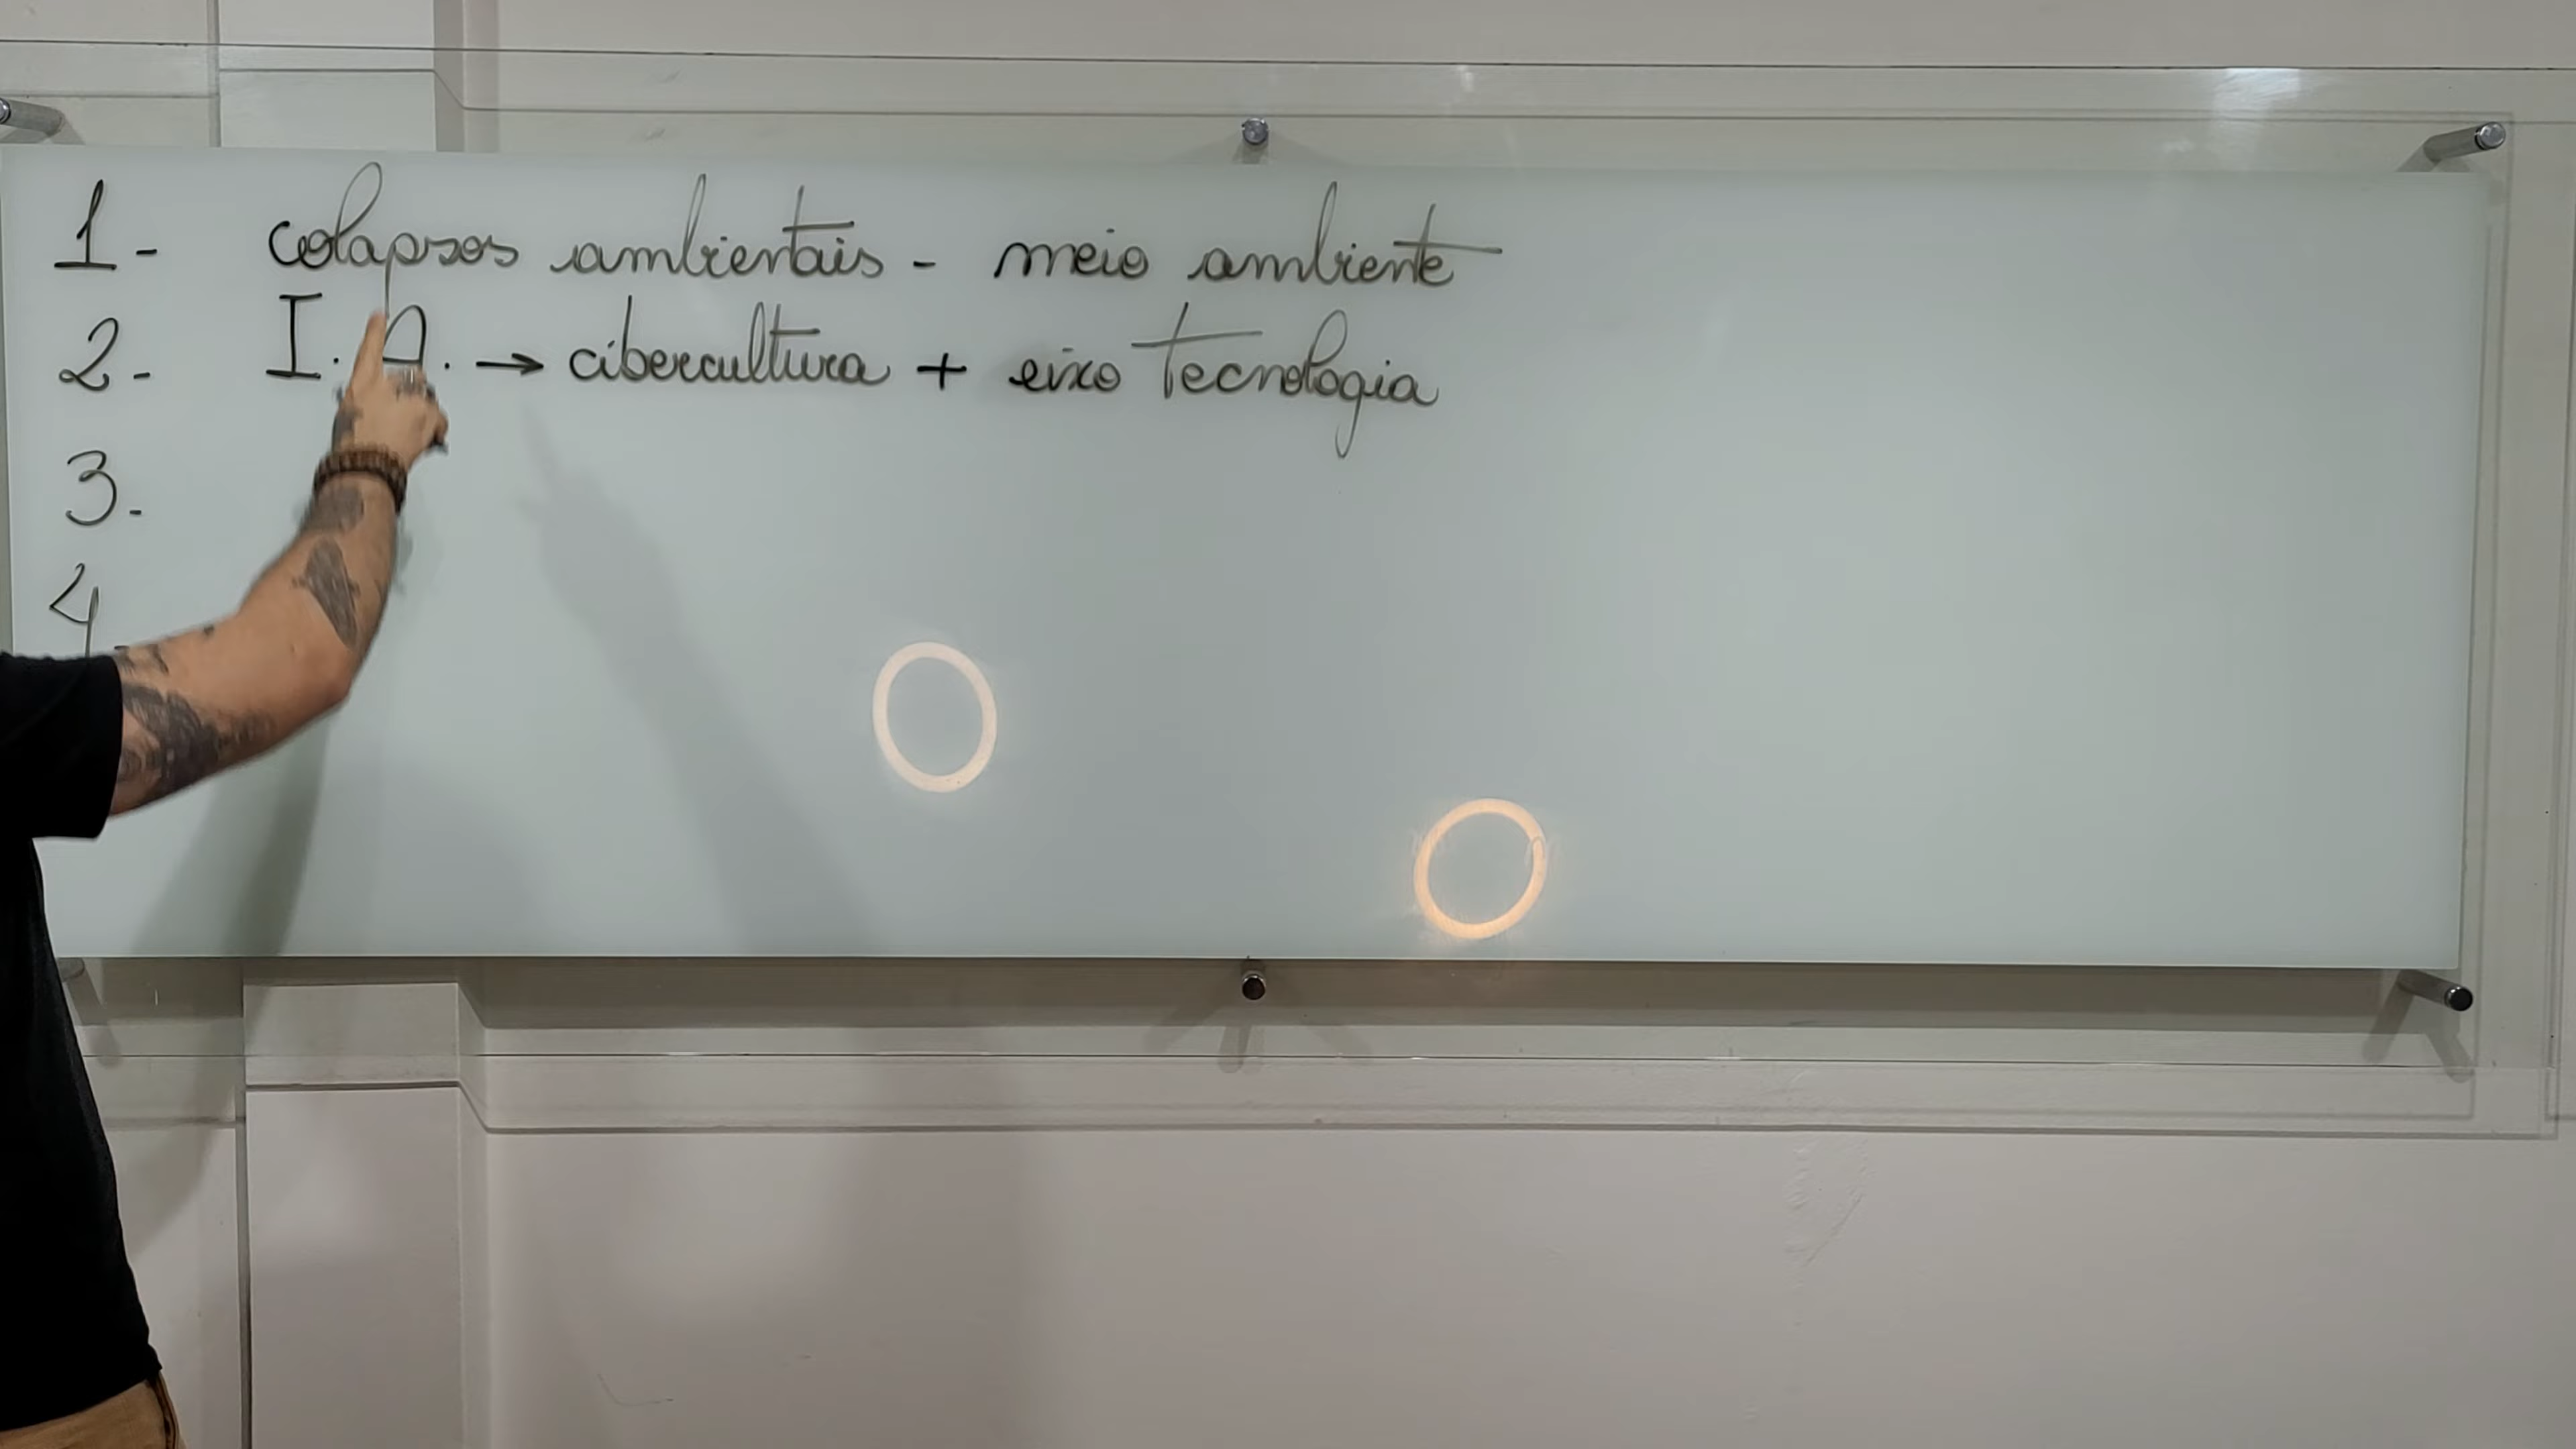 1- colapsos ambientais - meio ambiente
2- I.A. → cibercultura + eixo Tecnologia
3-
4-